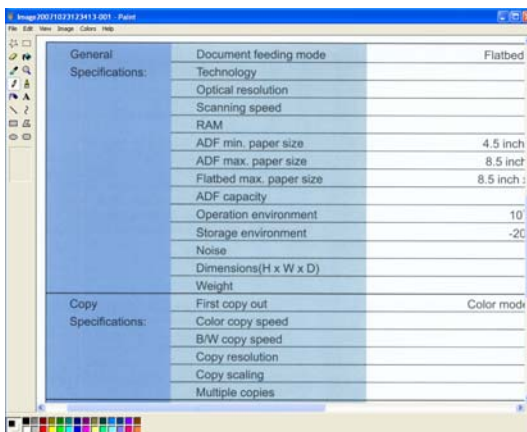 Image20071023123413-001 - Paint
File Edit View Image Colors Help
General Document feeding mode Flatbed
Specifications: Technology
Optical resolution
Scanning speed
RAM
ADF min. paper size 4.5 inch
ADF max. paper size 8.5 inch
Flatbed max. paper size 8.5 inch
ADF capacity
Operation environment 10
Storage environment -20
Noise
Dimensions(H x W x D)
Weight
Copy First copy out Color mode
Specifications: Color copy speed
B/W copy speed
Copy resolution
Copy scaling
Multiple copies